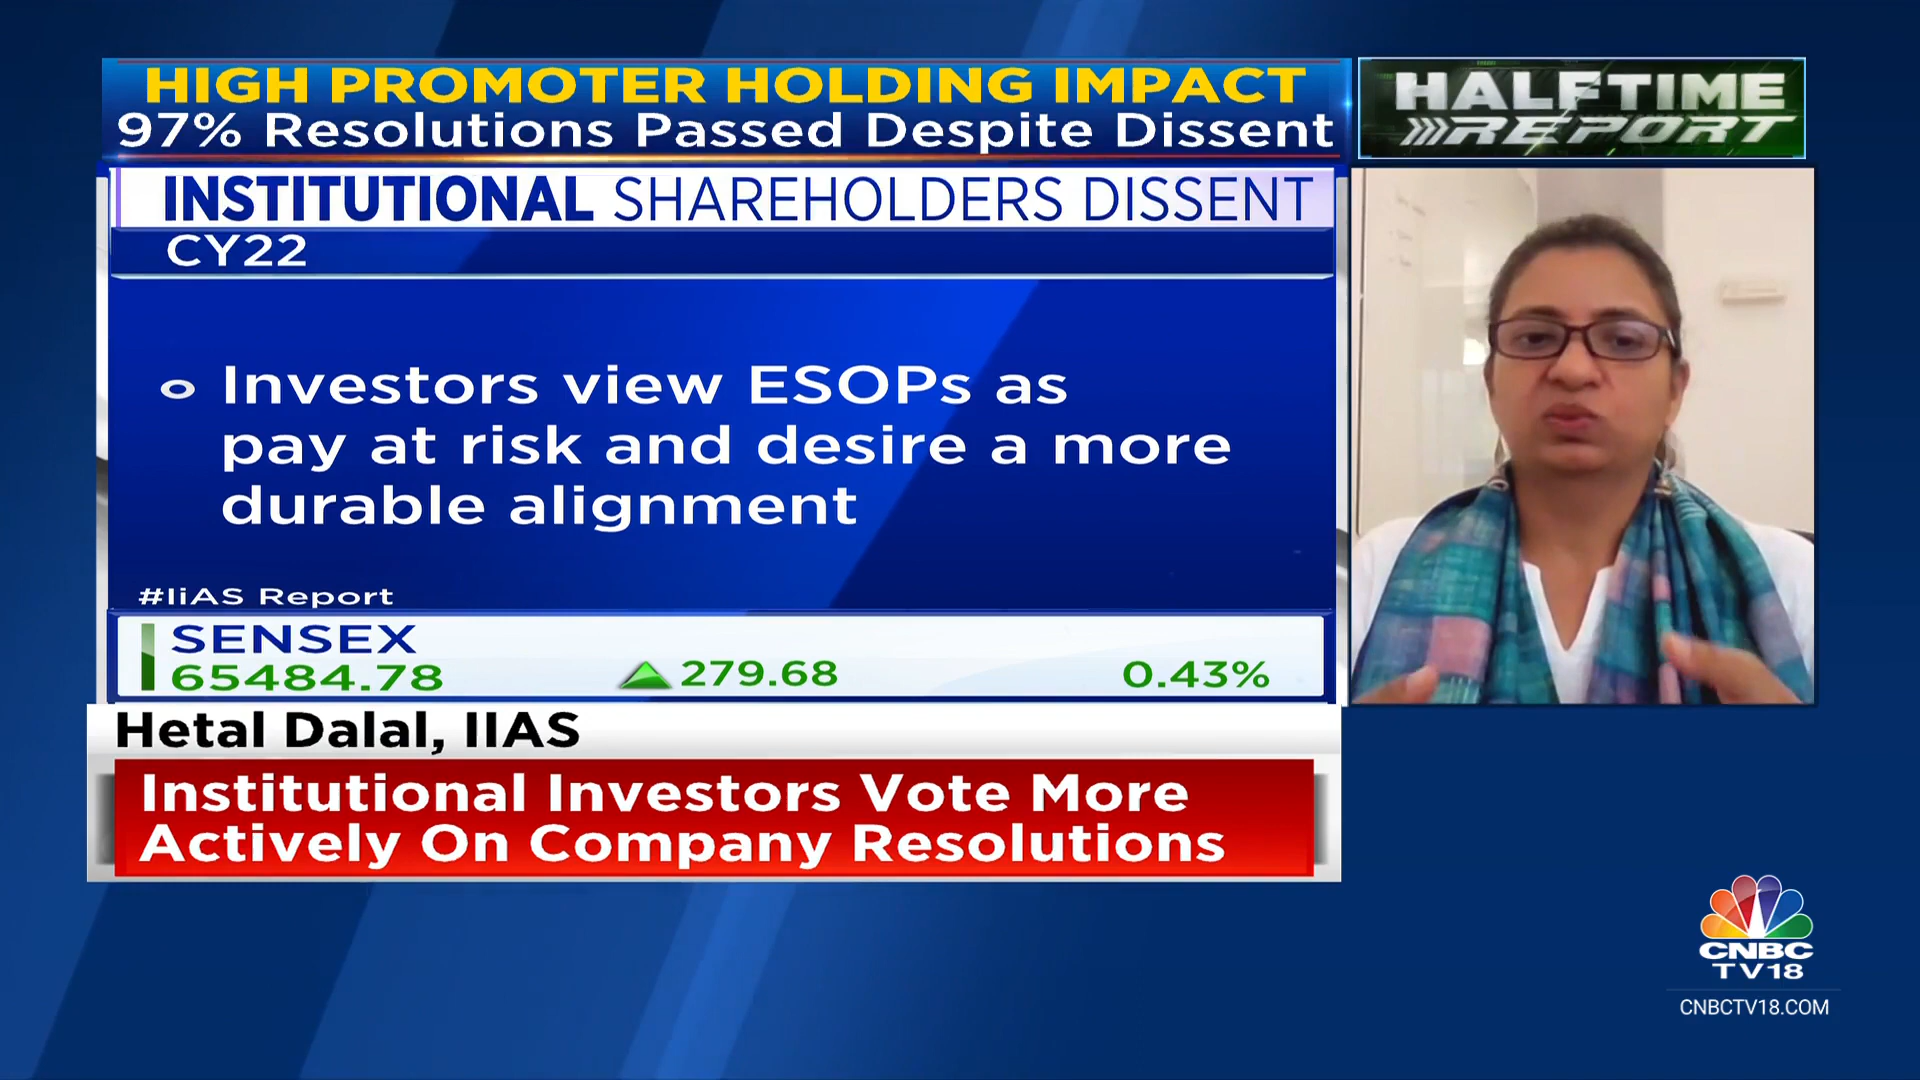 HIGH PROMOTER HOLDING IMPACT
97% Resolutions Passed Despite Dissent
HALFTIME
REPORT
INSTITUTIONAL SHAREHOLDERS DISSENT
CY22
Investors view ESOPs as
pay at risk and desire a more
durable alignment
#IiAS Report
SENSEX
65484.78 279.68 0.43%
Hetal Dalal, IIAS
Institutional Investors Vote More
Actively On Company Resolutions
CNBC
TV18
CNBCTV18.COM